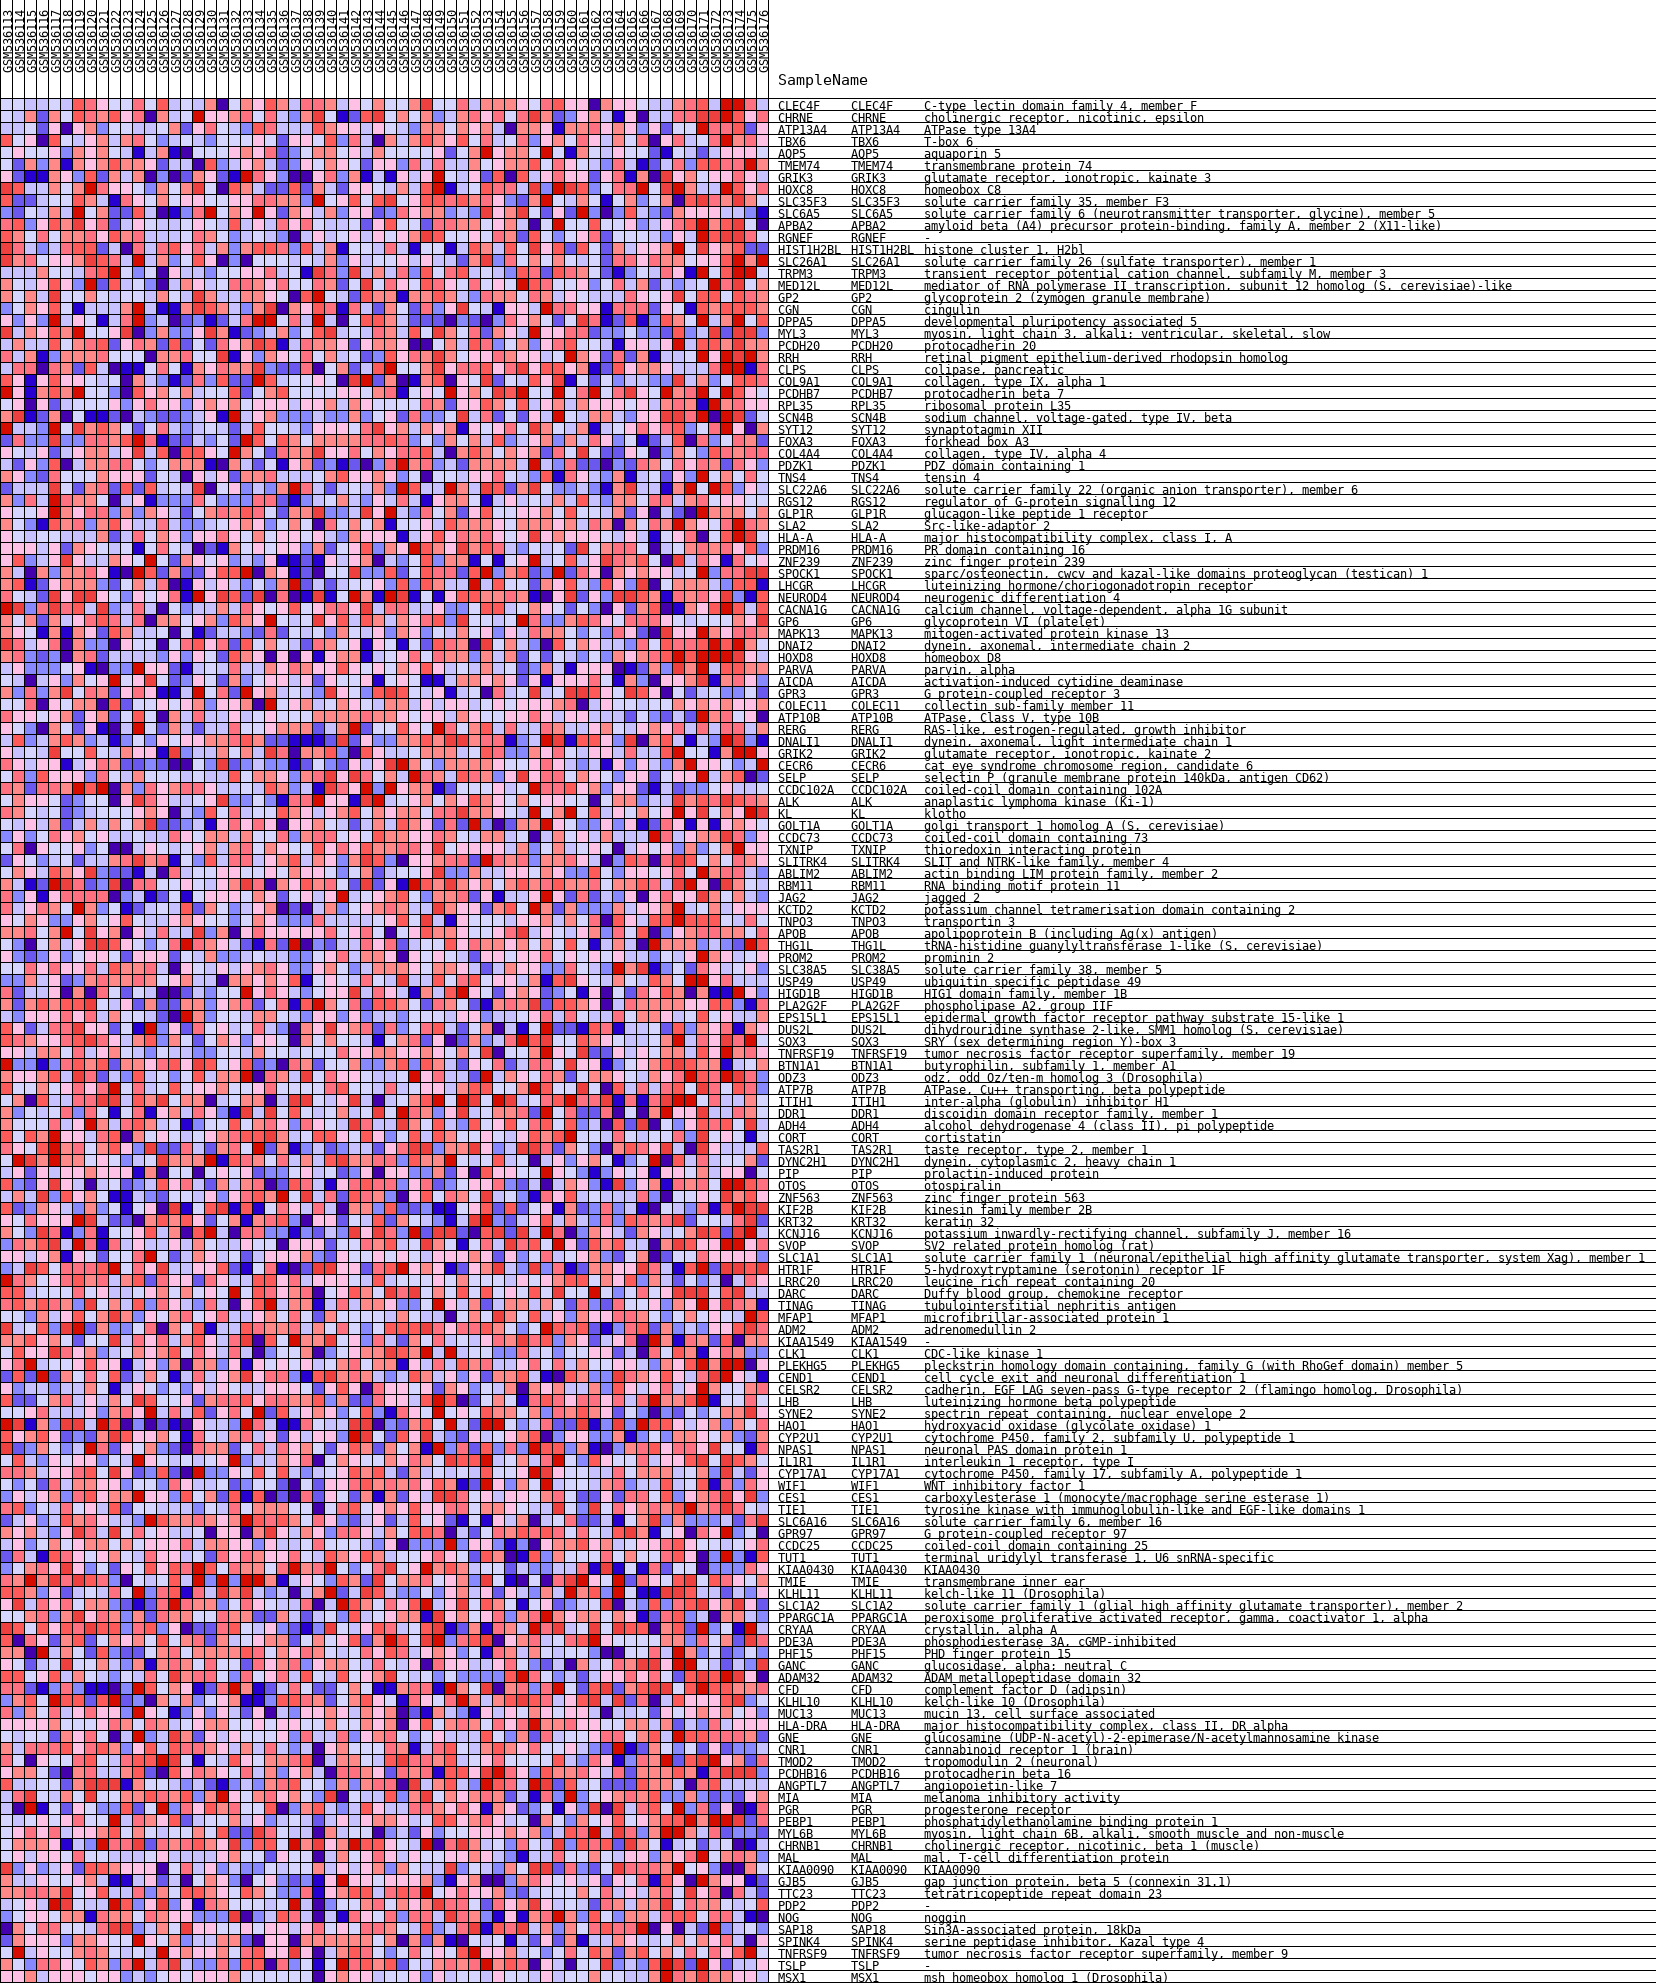 GSM536113 GSM536114 GSM536115 GSM536116 GSM536117 GSM536118 GSM536119 GSM536120 GSM536121 GSM536122 GSM536123 GSM536124 GSM536125 GSM536126 GSM536127 GSM536128 GSM536129 GSM536130 GSM536131 GSM536132 GSM536133 GSM536134 GSM536135 GSM536136 GSM536137 GSM536138 GSM536139 GSM536140 GSM536141 GSM536142 GSM536143 GSM536144 GSM536145 GSM536146 GSM536147 GSM536148 GSM536149 GSM536150 GSM536151 GSM536152 GSM536153 GSM536154 GSM536155 GSM536156 GSM536157 GSM536158 GSM536159 GSM536160 GSM536161 GSM536162 GSM536163 GSM536164 GSM536165 GSM536166 GSM536167 GSM536168 GSM536169 GSM536170 GSM536171 GSM536172 GSM536173 GSM536174 GSM536175 GSM536176
SampleName
CLEC4F CLEC4F C-type lectin domain family 4, member F
CHRNE CHRNE cholinergic receptor, nicotinic, epsilon
ATP13A4 ATP13A4 ATPase type 13A4
TBX6 TBX6 T-box 6
AQP5 AQP5 aquaporin 5
TMEM74 TMEM74 transmembrane protein 74
GRIK3 GRIK3 glutamate receptor, ionotropic, kainate 3
HOXC8 HOXC8 homeobox C8
SLC35F3 SLC35F3 solute carrier family 35, member F3
SLC6A5 SLC6A5 solute carrier family 6 (neurotransmitter transporter, glycine), member 5
APBA2 APBA2 amyloid beta (A4) precursor protein-binding, family A, member 2 (X11-like)
RGNEF RGNEF -
HIST1H2BL HIST1H2BL histone cluster 1, H2bl
SLC26A1 SLC26A1 solute carrier family 26 (sulfate transporter), member 1
TRPM3 TRPM3 transient receptor potential cation channel, subfamily M, member 3
MED12L MED12L mediator of RNA polymerase II transcription, subunit 12 homolog (S. cerevisiae)-like
GP2 GP2 glycoprotein 2 (zymogen granule membrane)
CGN CGN cingulin
DPPA5 DPPA5 developmental pluripotency associated 5
MYL3 MYL3 myosin, light chain 3, alkali; ventricular, skeletal, slow
PCDH20 PCDH20 protocadherin 20
RRH RRH retinal pigment epithelium-derived rhodopsin homolog
CLPS CLPS colipase, pancreatic
COL9A1 COL9A1 collagen, type IX, alpha 1
PCDHB7 PCDHB7 protocadherin beta 7
RPL35 RPL35 ribosomal protein L35
SCN4B SCN4B sodium channel, voltage-gated, type IV, beta
SYT12 SYT12 synaptotagmin XII
FOXA3 FOXA3 forkhead box A3
COL4A4 COL4A4 collagen, type IV, alpha 4
PDZK1 PDZK1 PDZ domain containing 1
TNS4 TNS4 tensin 4
SLC22A6 SLC22A6 solute carrier family 22 (organic anion transporter), member 6
RGS12 RGS12 regulator of G-protein signalling 12
GLP1R GLP1R glucagon-like peptide 1 receptor
SLA2 SLA2 Src-like-adaptor 2
HLA-A HLA-A major histocompatibility complex, class I, A
PRDM16 PRDM16 PR domain containing 16
ZNF239 ZNF239 zinc finger protein 239
SPOCK1 SPOCK1 sparc/osteonectin, cwcv and kazal-like domains proteoglycan (testican) 1
LHCGR LHCGR luteinizing hormone/choriogonadotropin receptor
NEUROD4 NEUROD4 neurogenic differentiation 4
CACNA1G CACNA1G calcium channel, voltage-dependent, alpha 1G subunit
GP6 GP6 glycoprotein VI (platelet)
MAPK13 MAPK13 mitogen-activated protein kinase 13
DNAI2 DNAI2 dynein, axonemal, intermediate chain 2
HOXD8 HOXD8 homeobox D8
PARVA PARVA parvin, alpha
AICDA AICDA activation-induced cytidine deaminase
GPR3 GPR3 G protein-coupled receptor 3
COLEC11 COLEC11 collectin sub-family member 11
ATP10B ATP10B ATPase, Class V, type 10B
RERG RERG RAS-like, estrogen-regulated, growth inhibitor
DNALI1 DNALI1 dynein, axonemal, light intermediate chain 1
GRIK2 GRIK2 glutamate receptor, ionotropic, kainate 2
CECR6 CECR6 cat eye syndrome chromosome region, candidate 6
SELP SELP selectin P (granule membrane protein 140kDa, antigen CD62)
CCDC102A CCDC102A coiled-coil domain containing 102A
ALK ALK anaplastic lymphoma kinase (Ki-1)
KL KL klotho
GOLT1A GOLT1A golgi transport 1 homolog A (S. cerevisiae)
CCDC73 CCDC73 coiled-coil domain containing 73
TXNIP TXNIP thioredoxin interacting protein
SLITRK4 SLITRK4 SLIT and NTRK-like family, member 4
ABLIM2 ABLIM2 actin binding LIM protein family, member 2
RBM11 RBM11 RNA binding motif protein 11
JAG2 JAG2 jagged 2
KCTD2 KCTD2 potassium channel tetramerisation domain containing 2
TNPO3 TNPO3 transportin 3
APOB APOB apolipoprotein B (including Ag(x) antigen)
THG1L THG1L tRNA-histidine guanylyltransferase 1-like (S. cerevisiae)
PROM2 PROM2 prominin 2
SLC38A5 SLC38A5 solute carrier family 38, member 5
USP49 USP49 ubiquitin specific peptidase 49
HIGD1B HIGD1B HIG1 domain family, member 1B
PLA2G2F PLA2G2F phospholipase A2, group IIF
EPS15L1 EPS15L1 epidermal growth factor receptor pathway substrate 15-like 1
DUS2L DUS2L dihydrouridine synthase 2-like, SMM1 homolog (S. cerevisiae)
SOX3 SOX3 SRY (sex determining region Y)-box 3
TNFRSF19 TNFRSF19 tumor necrosis factor receptor superfamily, member 19
BTN1A1 BTN1A1 butyrophilin, subfamily 1, member A1
ODZ3 ODZ3 odz, odd Oz/ten-m homolog 3 (Drosophila)
ATP7B ATP7B ATPase, Cu++ transporting, beta polypeptide
ITIH1 ITIH1 inter-alpha (globulin) inhibitor H1
DDR1 DDR1 discoidin domain receptor family, member 1
ADH4 ADH4 alcohol dehydrogenase 4 (class II), pi polypeptide
CORT CORT cortistatin
TAS2R1 TAS2R1 taste receptor, type 2, member 1
DYNC2H1 DYNC2H1 dynein, cytoplasmic 2, heavy chain 1
PIP PIP prolactin-induced protein
OTOS OTOS otospiralin
ZNF563 ZNF563 zinc finger protein 563
KIF2B KIF2B kinesin family member 2B
KRT32 KRT32 keratin 32
KCNJ16 KCNJ16 potassium inwardly-rectifying channel, subfamily J, member 16
SVOP SVOP SV2 related protein homolog (rat)
SLC1A1 SLC1A1 solute carrier family 1 (neuronal/epithelial high affinity glutamate transporter, system Xag), member 1
HTR1F HTR1F 5-hydroxytryptamine (serotonin) receptor 1F
LRRC20 LRRC20 leucine rich repeat containing 20
DARC DARC Duffy blood group, chemokine receptor
TINAG TINAG tubulointerstitial nephritis antigen
MFAP1 MFAP1 microfibrillar-associated protein 1
ADM2 ADM2 adrenomedullin 2
KIAA1549 KIAA1549 -
CLK1 CLK1 CDC-like kinase 1
PLEKHG5 PLEKHG5 pleckstrin homology domain containing, family G (with RhoGef domain) member 5
CEND1 CEND1 cell cycle exit and neuronal differentiation 1
CELSR2 CELSR2 cadherin, EGF LAG seven-pass G-type receptor 2 (flamingo homolog, Drosophila)
LHB LHB luteinizing hormone beta polypeptide
SYNE2 SYNE2 spectrin repeat containing, nuclear envelope 2
HAO1 HAO1 hydroxyacid oxidase (glycolate oxidase) 1
CYP2U1 CYP2U1 cytochrome P450, family 2, subfamily U, polypeptide 1
NPAS1 NPAS1 neuronal PAS domain protein 1
IL1R1 IL1R1 interleukin 1 receptor, type I
CYP17A1 CYP17A1 cytochrome P450, family 17, subfamily A, polypeptide 1
WIF1 WIF1 WNT inhibitory factor 1
CES1 CES1 carboxylesterase 1 (monocyte/macrophage serine esterase 1)
TIE1 TIE1 tyrosine kinase with immunoglobulin-like and EGF-like domains 1
SLC6A16 SLC6A16 solute carrier family 6, member 16
GPR97 GPR97 G protein-coupled receptor 97
CCDC25 CCDC25 coiled-coil domain containing 25
TUT1 TUT1 terminal uridylyl transferase 1, U6 snRNA-specific
KIAA0430 KIAA0430 KIAA0430
TMIE TMIE transmembrane inner ear
KLHL11 KLHL11 kelch-like 11 (Drosophila)
SLC1A2 SLC1A2 solute carrier family 1 (glial high affinity glutamate transporter), member 2
PPARGC1A PPARGC1A peroxisome proliferative activated receptor, gamma, coactivator 1, alpha
CRYAA CRYAA crystallin, alpha A
PDE3A PDE3A phosphodiesterase 3A, cGMP-inhibited
PHF15 PHF15 PHD finger protein 15
GANC GANC glucosidase, alpha; neutral C
ADAM32 ADAM32 ADAM metallopeptidase domain 32
CFD CFD complement factor D (adipsin)
KLHL10 KLHL10 kelch-like 10 (Drosophila)
MUC13 MUC13 mucin 13, cell surface associated
HLA-DRA HLA-DRA major histocompatibility complex, class II, DR alpha
GNE GNE glucosamine (UDP-N-acetyl)-2-epimerase/N-acetylmannosamine kinase
CNR1 CNR1 cannabinoid receptor 1 (brain)
TMOD2 TMOD2 tropomodulin 2 (neuronal)
PCDHB16 PCDHB16 protocadherin beta 16
ANGPTL7 ANGPTL7 angiopoietin-like 7
MIA MIA melanoma inhibitory activity
PGR PGR progesterone receptor
PEBP1 PEBP1 phosphatidylethanolamine binding protein 1
MYL6B MYL6B myosin, light chain 6B, alkali, smooth muscle and non-muscle
CHRNB1 CHRNB1 cholinergic receptor, nicotinic, beta 1 (muscle)
MAL MAL mal, T-cell differentiation protein
KIAA0090 KIAA0090 KIAA0090
GJB5 GJB5 gap junction protein, beta 5 (connexin 31.1)
TTC23 TTC23 tetratricopeptide repeat domain 23
PDP2 PDP2 -
NOG NOG noggin
SAP18 SAP18 Sin3A-associated protein, 18kDa
SPINK4 SPINK4 serine peptidase inhibitor, Kazal type 4
TNFRSF9 TNFRSF9 tumor necrosis factor receptor superfamily, member 9
TSLP TSLP -
MSX1 MSX1 msh homeobox homolog 1 (Drosophila)